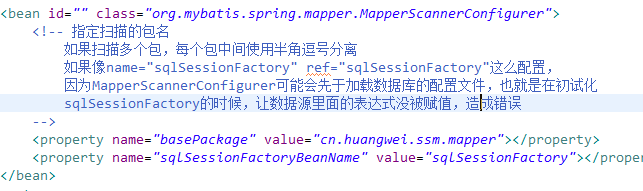 <bean id="" class="org.mybatis.spring.mapper.MapperScannerConfigurer">
<!-- 指定扫描的包名
如果扫描多个包，每个包中间使用半角逗号分离
如果像name="sqlSessionFactory" ref="sqlSessionFactory"这么配置，
因为MapperScannerConfigurer可能会先于加载数据库的配置文件，也就是在初试化
sqlSessionFactory的时候，让数据源里面的表达式没被赋值，造成错误
-->
<property name="basePackage" value="cn.huangwei.ssm.mapper"></property>
<property name="sqlSessionFactoryBeanName" value="sqlSessionFactory"></proper
</bean>